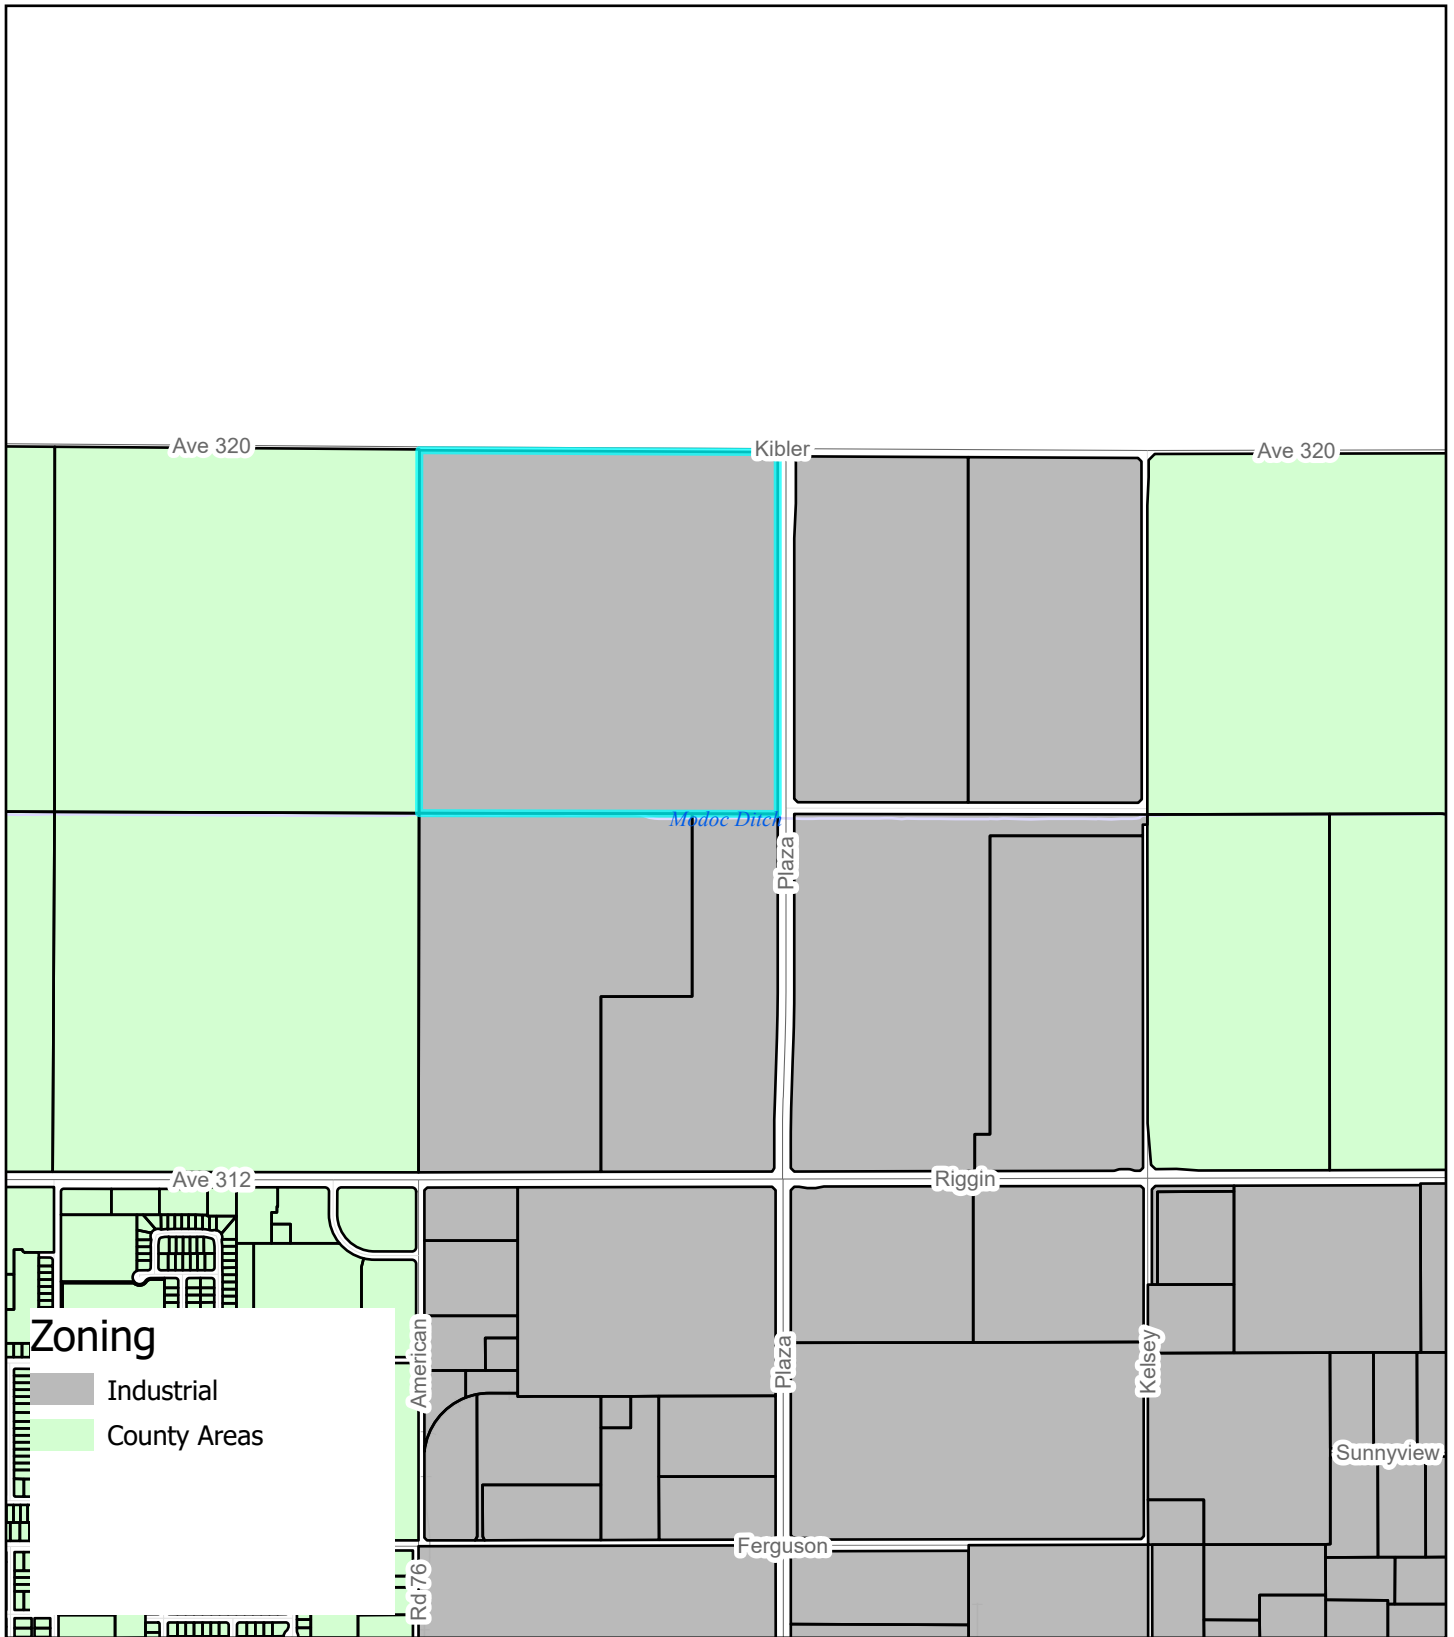 Ave 320
Kibler
Ave 320
Modoc Ditch
Plaza
Ave 312
Riggin
Zoning
Industrial
County Areas
American
Plaza
Kelsey
Sunnyview
Ferguson
Rd 76